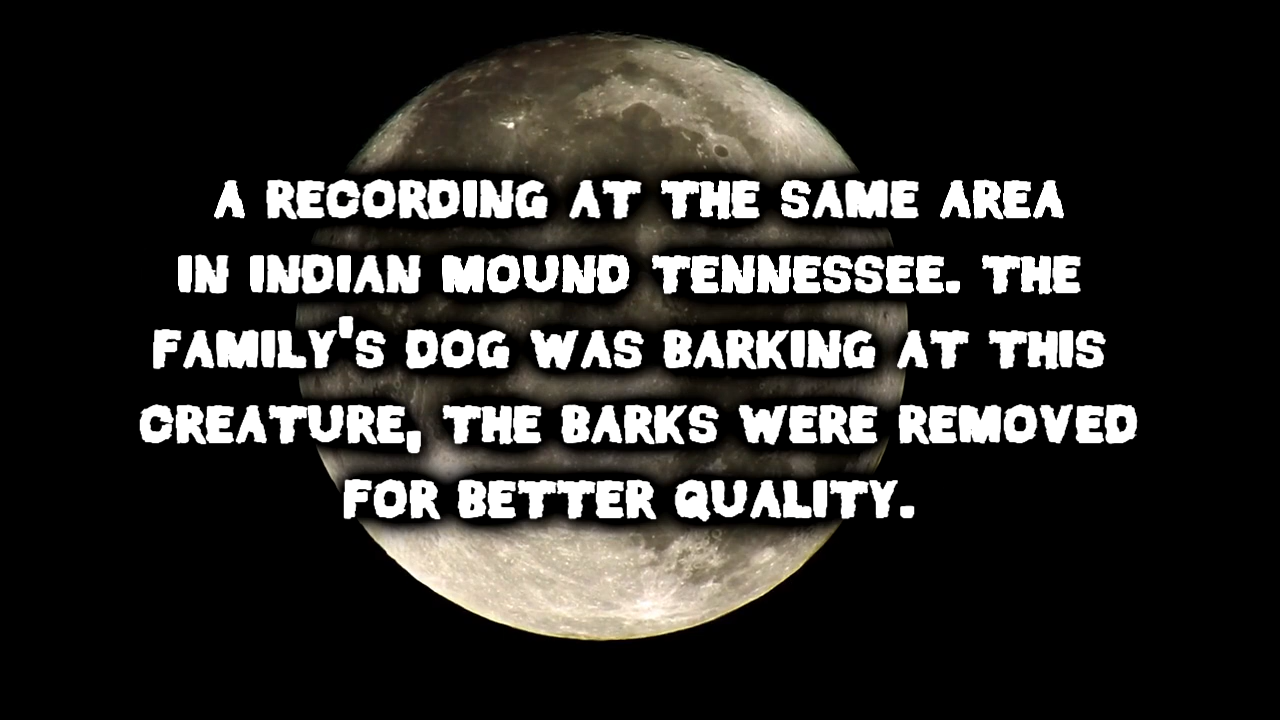 A RECORDING AT THE SAME AREA
IN INDIAN MOUND TENNESSEE. THE
FAMILY'S DOG WAS BARKING AT THIS
CREATURE, THE BARKS WERE REMOVED
FOR BETTER QUALITY.